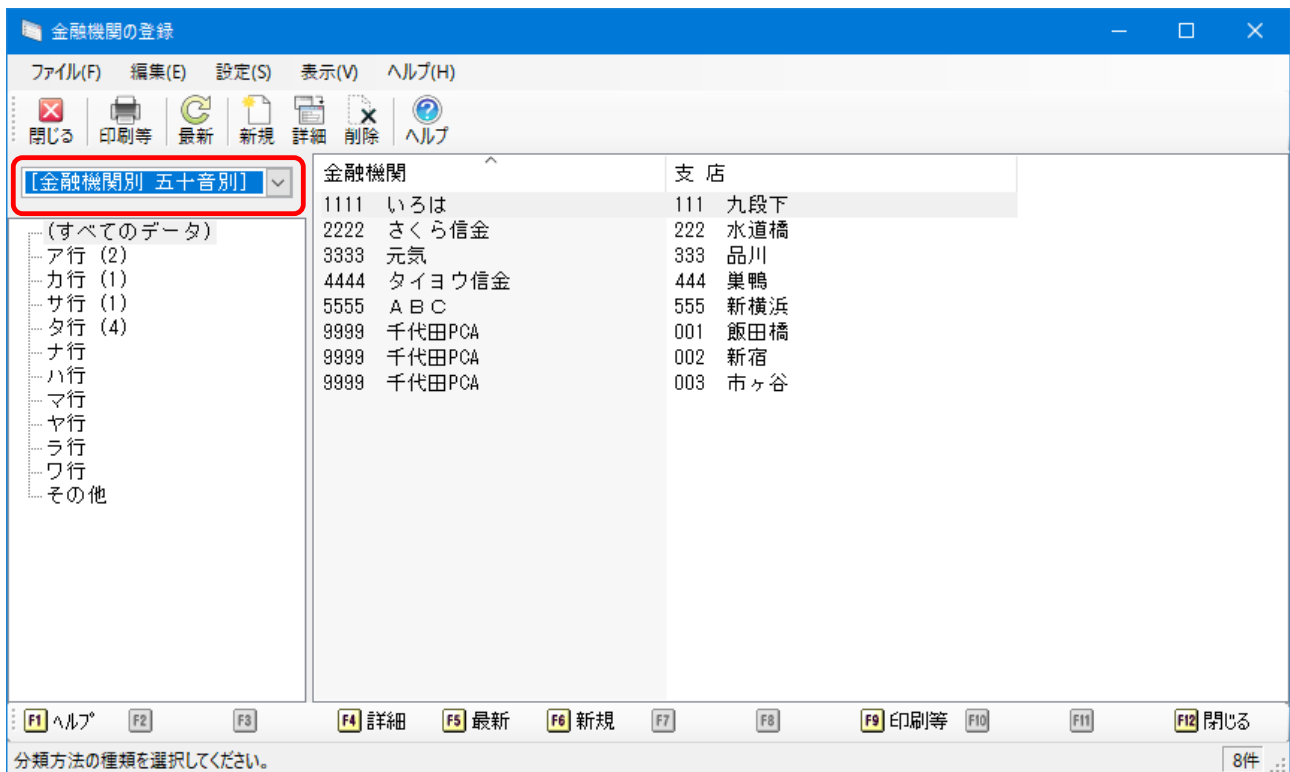 金融機関の登録
ファイル(F) 編集(E) 設定(S) 表示(V) ヘルプ(H)
閉じる 印刷等 最新 新規 詳細 削除 ヘルプ
[金融機関別 五十音別]
(すべてのデータ)
ア行 (2)
カ行 (1)
サ行 (1)
タ行 (4)
ナ行
ハ行
マ行
ヤ行
ラ行
ワ行
その他
金融機関 支 店
1111 いろは 111 九段下
2222 さくら信金 222 水道橋
3333 元気 333 品川
4444 タイヨウ信金 444 巣鴨
5555 ABC 555 新横浜
9999 千代田PCA 001 飯田橋
9999 千代田PCA 002 新宿
9999 千代田PCA 003 市ヶ谷
F1 ヘルプ F2 F3 F4 詳細 F5 最新 F6 新規 F7 F8 F9 印刷等 F10 F11 F12 閉じる
分類方法の種類を選択してください。 8件